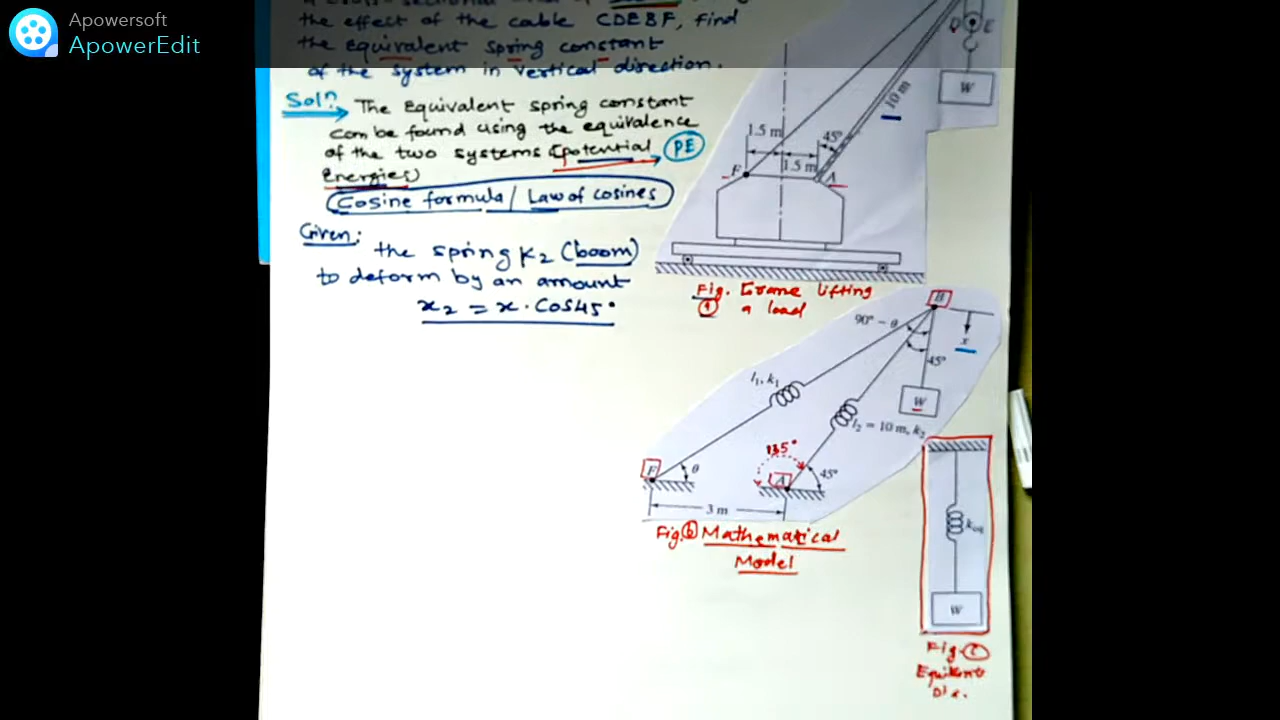 Apowersoft
ApowerEdit
the effect of the cable CDEBF, find
the equivalent spring constant
of the system in vertical direction.
Soln The Equivalent spring constant
can be found using the equivalence
of the two systems (potential PE
Energies)
Cosine formula / Law of cosines
Given:
the spring K2 (boom)
to deform by an amount
x2 = x · Cos45°
D E
W
10 m
1.5 m 45°
1.5 m
F A
Fig. Crane lifting
1 a load
B
90° − θ
x
45°
l1, k1
W
l2 = 10 m, k2
135°
F θ A 45°
3 m
Fig. b Mathematical
Model
keq
W
Fig. c